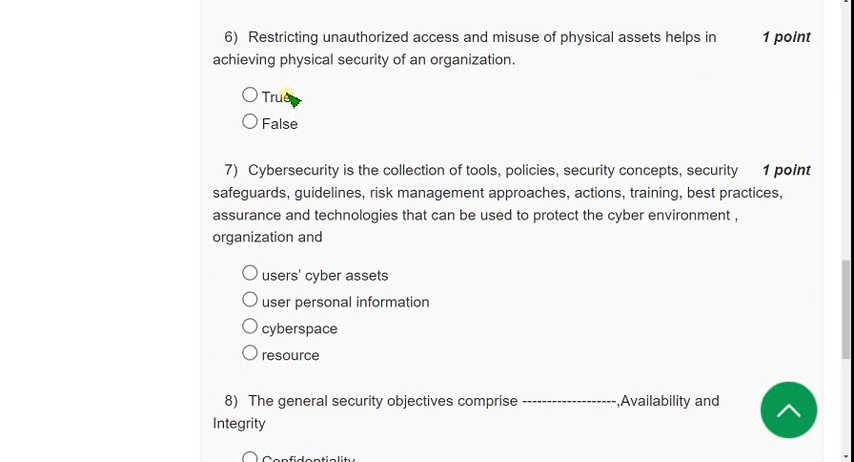 6) Restricting unauthorized access and misuse of physical assets helps in 1 point
achieving physical security of an organization.
True
False
7) Cybersecurity is the collection of tools, policies, security concepts, security 1 point
safeguards, guidelines, risk management approaches, actions, training, best practices,
assurance and technologies that can be used to protect the cyber environment ,
organization and
users' cyber assets
user personal information
cyberspace
resource
8) The general security objectives comprise -------------------,Availability and
Integrity
Confidentiality